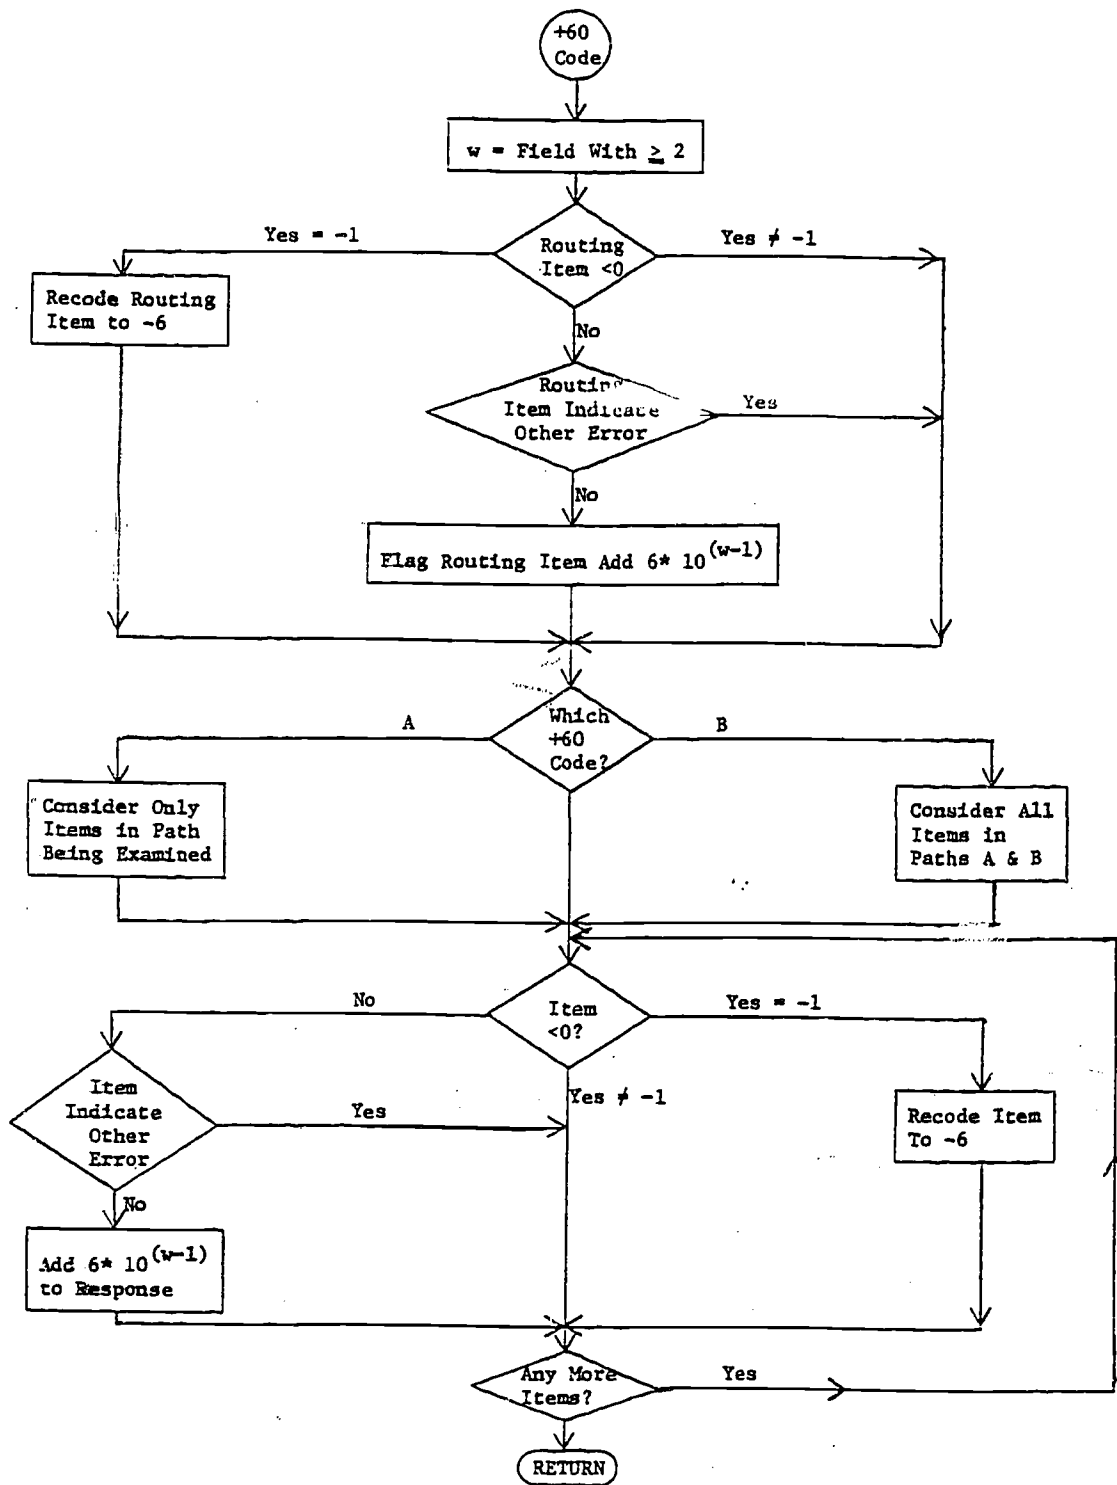 +60
Code
w = Field With ≥ 2
Yes = -1
Routing
Item <0
Yes ≠ -1
Recode Routing
Item to -6
No
Routing
Item Indicate
Other Error
Yes
No
Flag Routing Item Add 6* 10^(w-1)
A
Which
+60
Code?
B
Consider Only
Items in Path
Being Examined
Consider All
Items in
Paths A & B
No
Item
<0?
Yes = -1
Item
Indicate
Other
Error
Yes
Yes ≠ -1
Recode Item
To -6
No
Add 6* 10^(w-1)
to Response
Any More
Items?
Yes
RETURN